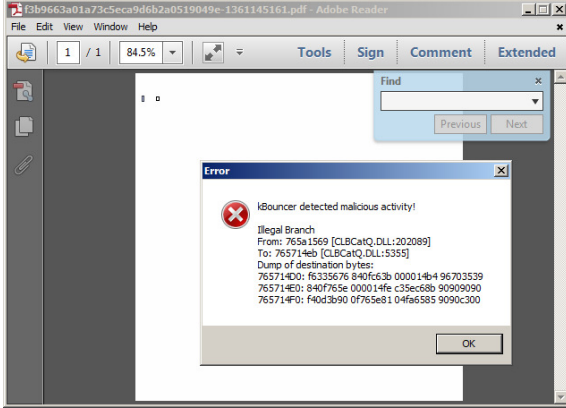 f3b9663a01a73c5eca9d6b2a0519049e-1361145161.pdf - Adobe Reader
File Edit View Window Help
1 / 1 84.5% Tools Sign Comment Extended
Find
Previous Next
Error
kBouncer detected malicious activity!
Illegal Branch
From: 765a1569 [CLBCatQ.DLL:202089]
To: 765714eb [CLBCatQ.DLL:5355]
Dump of destination bytes:
765714D0: f6335676 840fc63b 000014b4 96703539
765714E0: 840f765e 000014fe c35ec68b 90909090
765714F0: f40d3b90 0f765e81 04fa6585 9090c300
OK